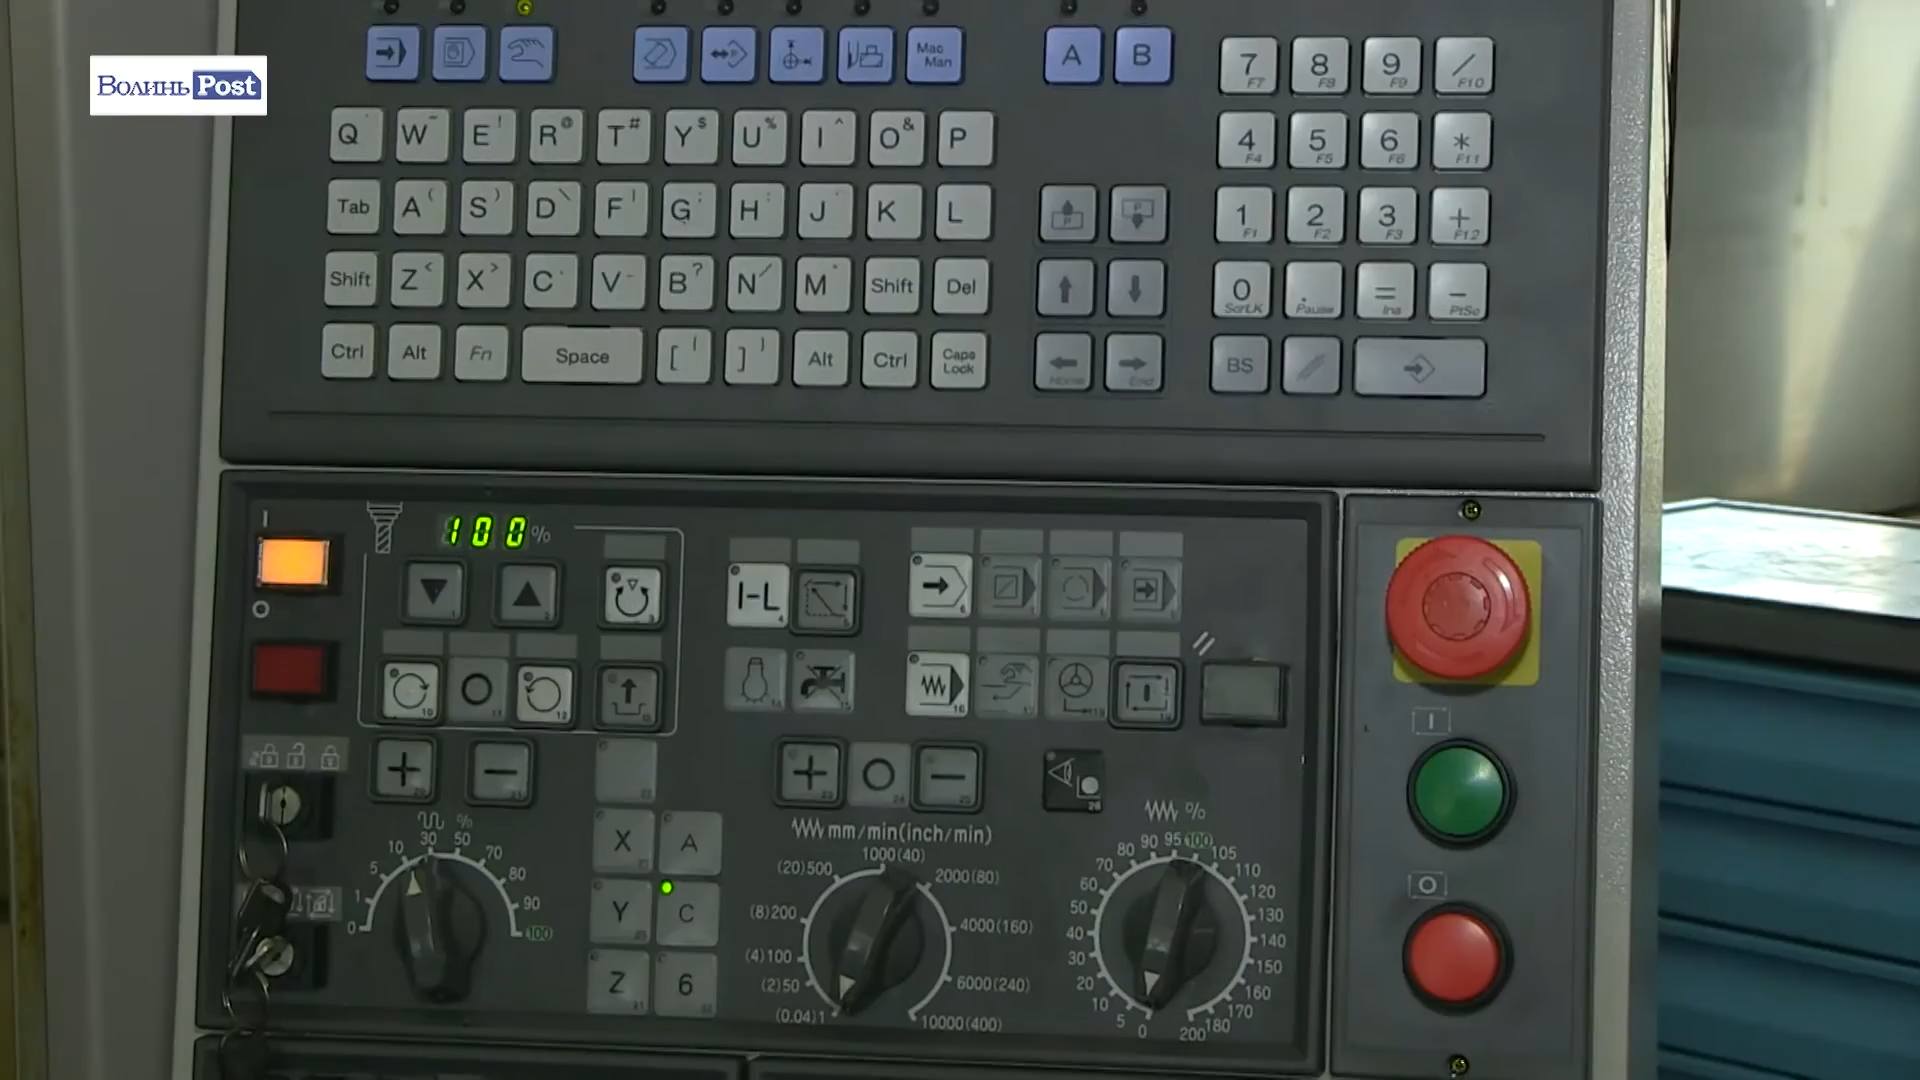 Волинь Post
Mac Man
A B
7 F7 8 F8 9 F9 / F10
Q W ~ E ! R @ T # Y $ U % I ^ O & P
4 F4 5 F5 6 F6 * F11
Tab A ( S ) D \ F | G ; H : J K L
1 F1 2 F2 3 F3 + F12
Shift Z < X > C V - B ? N / M Shift Del
0 ScrLK . Pause = Ins - PtSc
Ctrl Alt Fn Space [ { ] } Alt Ctrl Caps Lock
Home End
BS
I
100 %
O
I-L
%
0 1 5 10 30 50 70 80 90 100
X A
Y C
Z 6
mm/min(inch/min)
(0.04)1 (2)50 (4)100 (8)200 (20)500 1000(40) 2000(80) 4000(160) 6000(240) 10000(400)
%
0 5 10 20 30 40 50 60 70 80 90 95 100 105 110 120 130 140 150 160 170 180 200